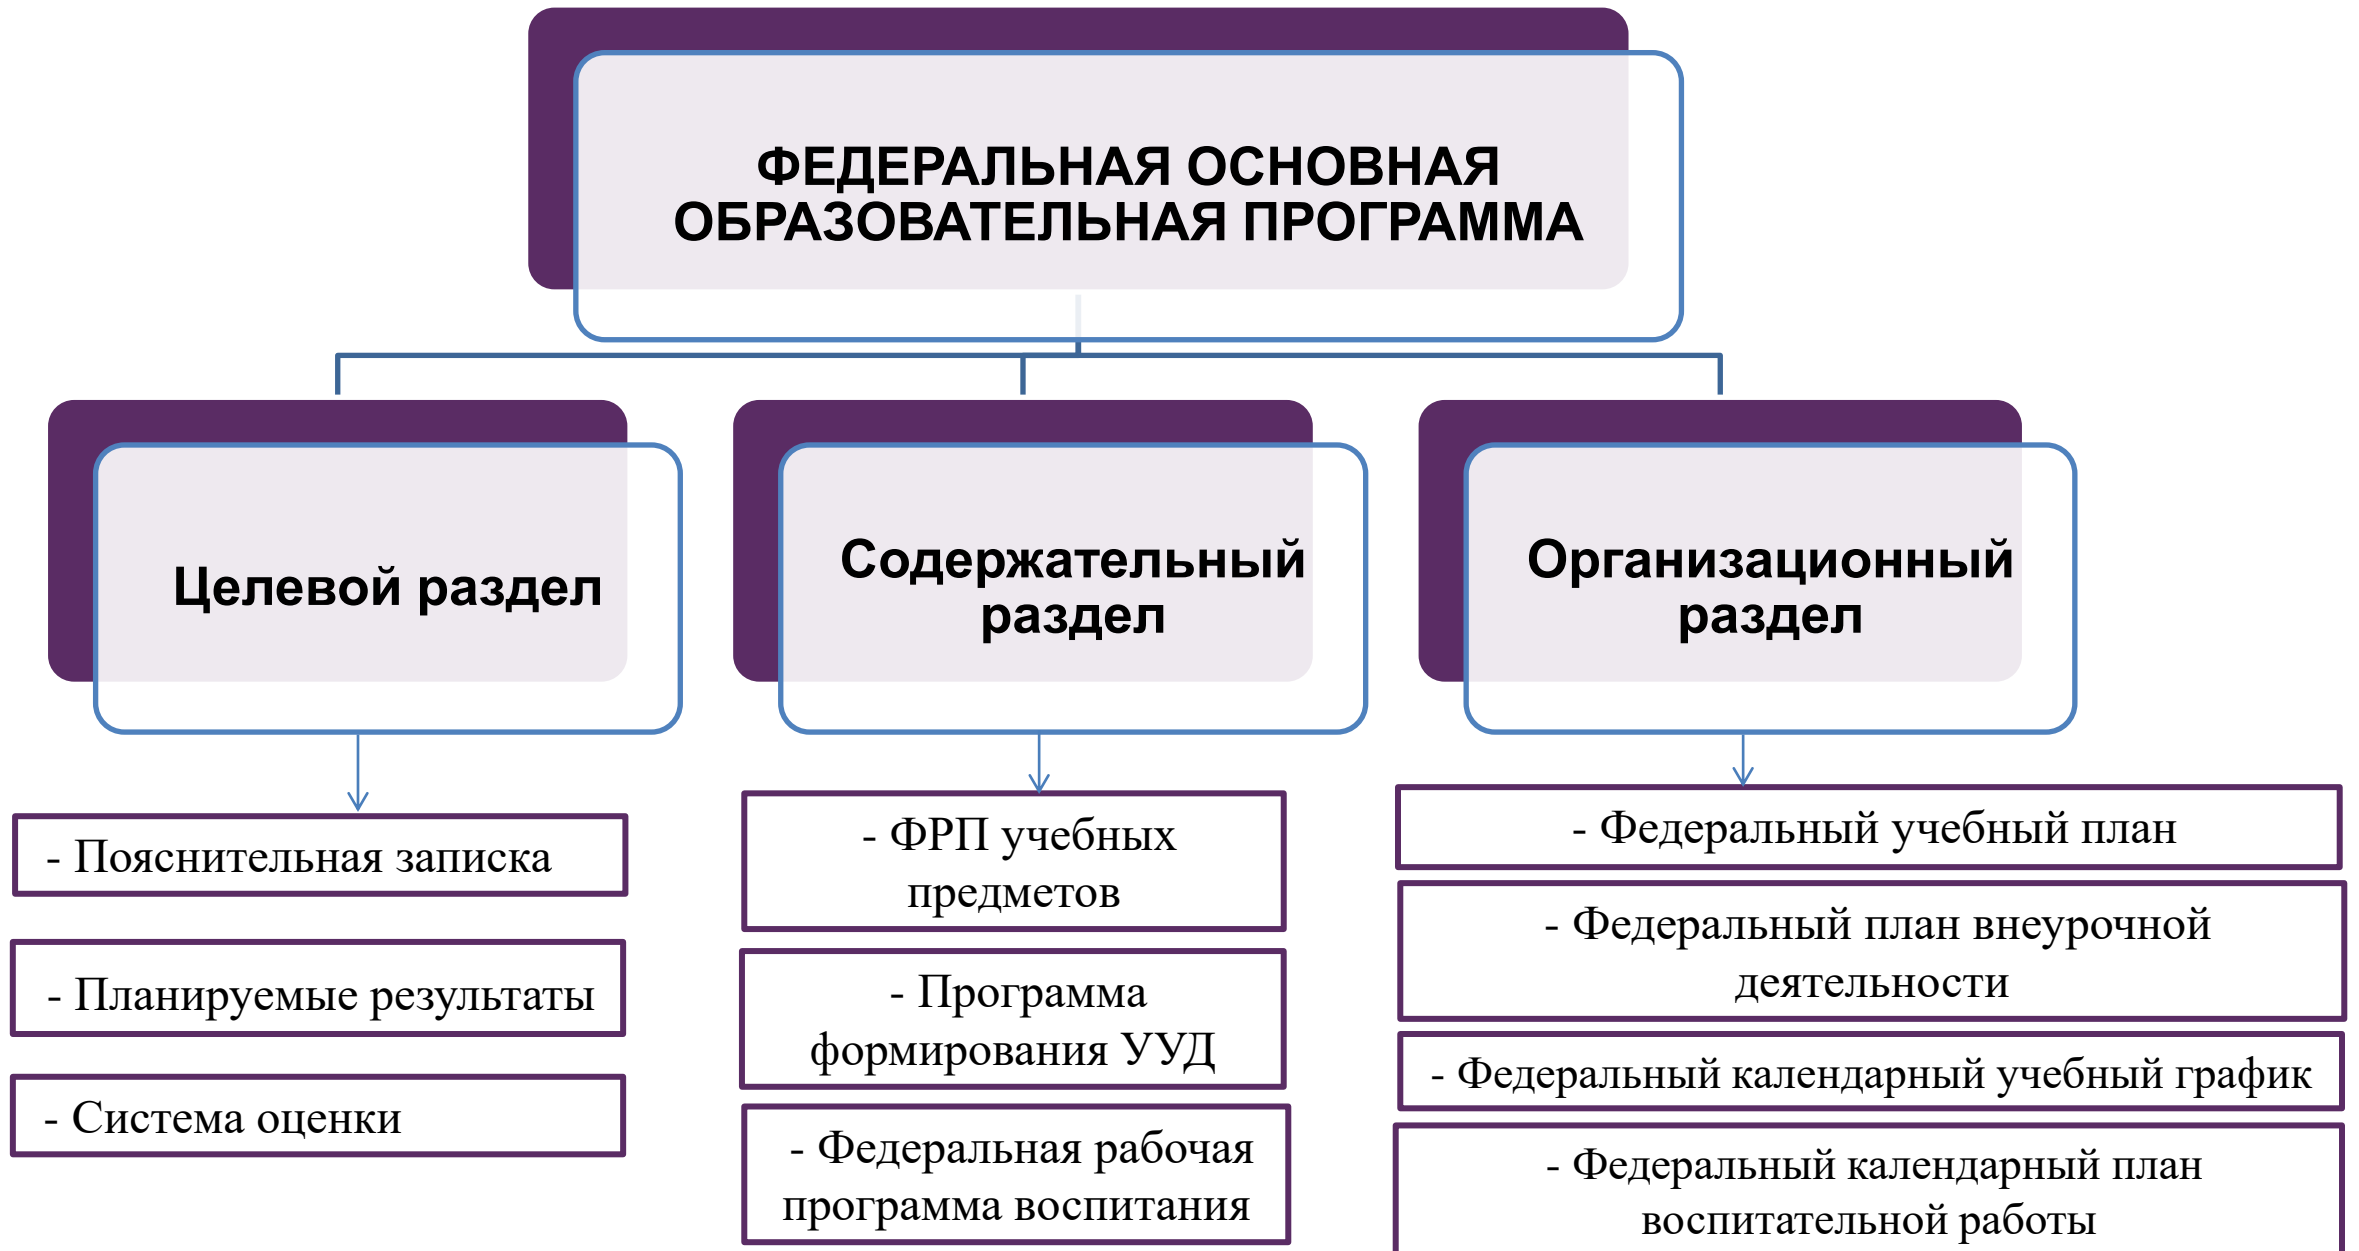 ФЕДЕРАЛЬНАЯ ОСНОВНАЯ
ОБРАЗОВАТЕЛЬНАЯ ПРОГРАММА
Целевой раздел
- Пояснительная записка
- Планируемые результаты
- Система оценки
Содержательный
раздел
- ФРП учебных
предметов
- Программа
формирования УУД
- Федеральная рабочая
программа воспитания
Организационный
раздел
- Федеральный учебный план
- Федеральный план внеурочной
деятельности
- Федеральный календарный учебный график
- Федеральный календарный план
воспитательной работы